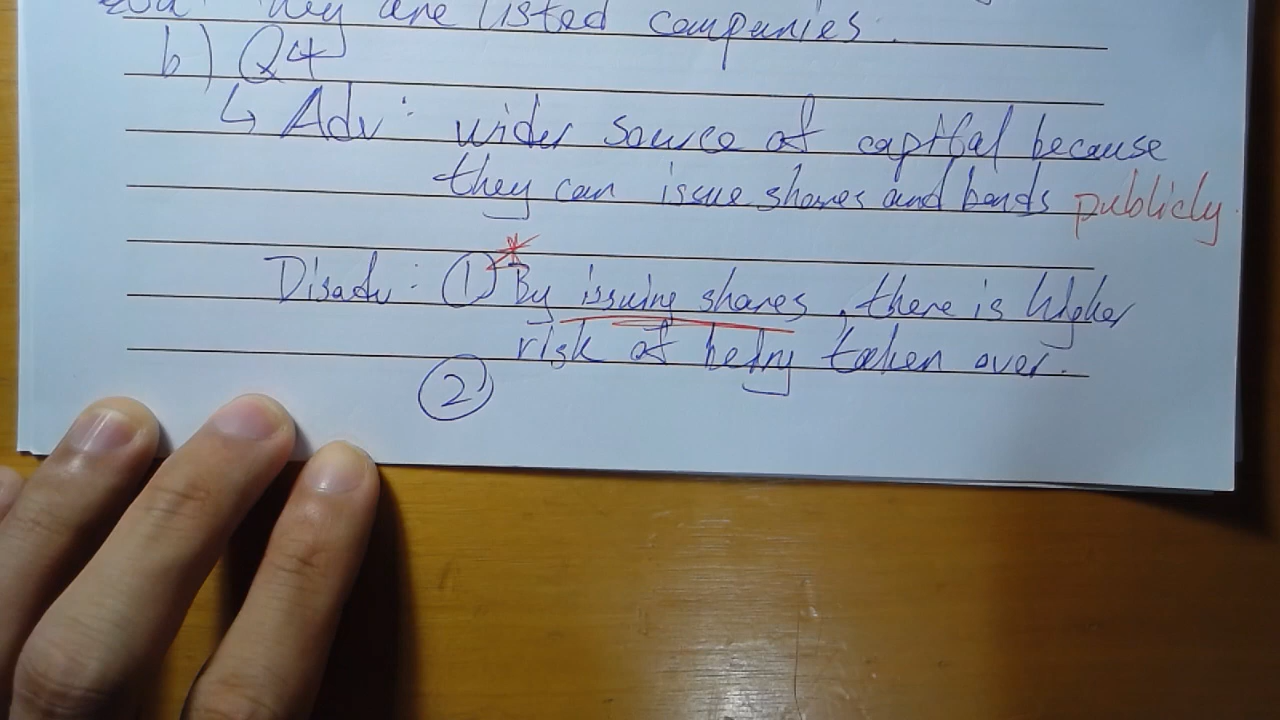 They are listed companies.
b) Q4
↳ Adv: wider source of capital because
they can issue shares and bonds publicly.
Disadv: ① By issuing shares, there is higher
risk of being taken over.
②